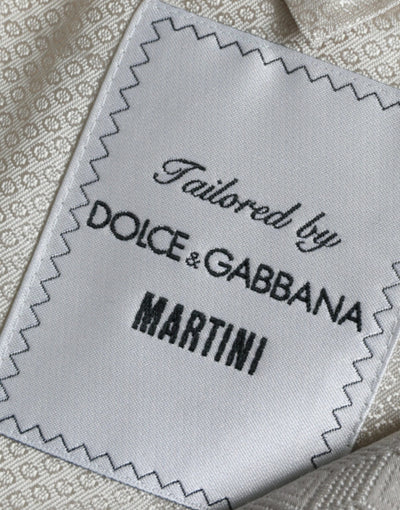 Tailored by
DOLCE & GABBANA
MARTINI